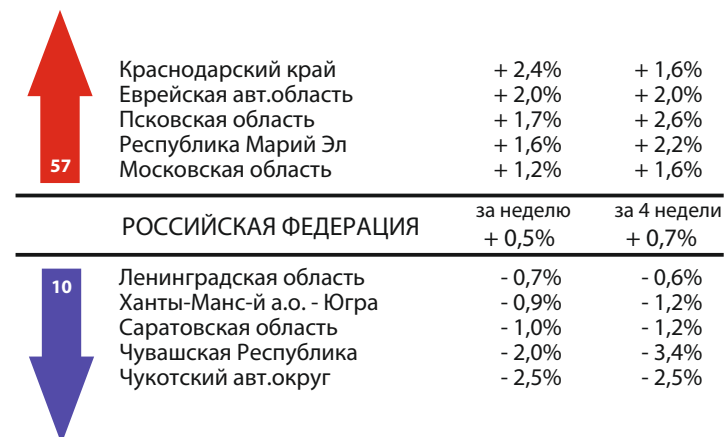 Краснодарский край + 2,4% + 1,6%
Еврейская авт.область + 2,0% + 2,0%
Псковская область + 1,7% + 2,6%
Республика Марий Эл + 1,6% + 2,2%
57 Московская область + 1,2% + 1,6%
за неделю за 4 недели
РОССИЙСКАЯ ФЕДЕРАЦИЯ + 0,5% + 0,7%
10 Ленинградская область - 0,7% - 0,6%
Ханты-Манс-й а.о. - Югра - 0,9% - 1,2%
Саратовская область - 1,0% - 1,2%
Чувашская Республика - 2,0% - 3,4%
Чукотский авт.округ - 2,5% - 2,5%